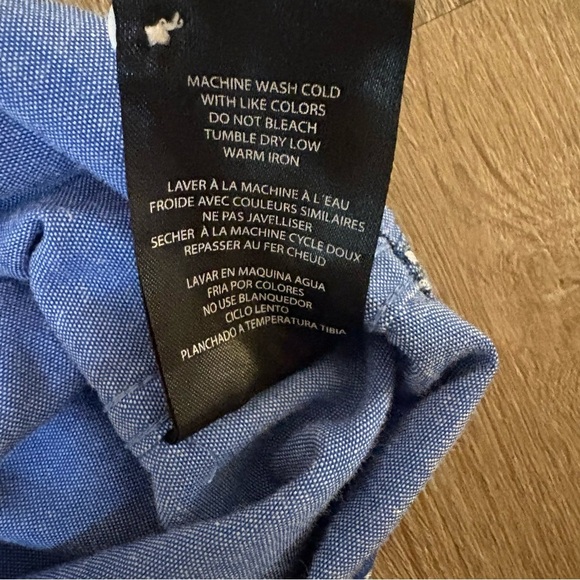 MACHINE WASH COLD
WITH LIKE COLORS
DO NOT BLEACH
TUMBLE DRY LOW
WARM IRON
LAVER À LA MACHINE À L'EAU
FROIDE AVEC COULEURS SIMILAIRES
NE PAS JAVELLISER
SECHER À LA MACHINE CYCLE DOUX
REPASSER AU FER CHEUD
LAVAR EN MAQUINA AGUA
FRIA POR COLORES
NO USE BLANQUEDOR
CICLO LENTO
PLANCHADO A TEMPERATURA TIBIA